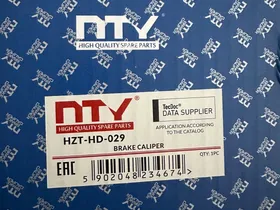 NTY
HIGH QUALITY SPARE PARTS
NTY
HIGH QUALITY SPARE PARTS
TecDoc
DATA SUPPLIER
APPLICATION ACCORDING
TO THE CATALOG
HZT-HD-029
BRAKE CALIPER
QTY: 1PC
EAC
5 902048 234674 >